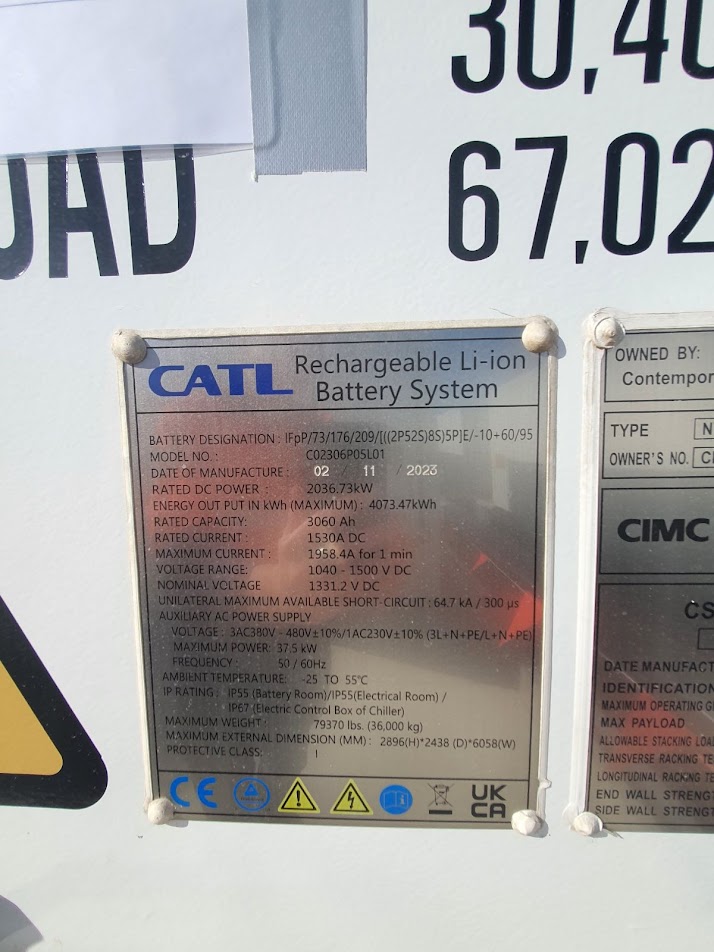 30,40
OAD 67,02
CATL Rechargeable Li-ion
Battery System
BATTERY DESIGNATION : IFpP/73/176/209/[((2P52S)8S)5P]E/-10+60/95
MODEL NO. : C02306P05L01
DATE OF MANUFACTURE : 02 / 11 / 2023
RATED DC POWER : 2036.73kW
ENERGY OUT PUT IN kWh (MAXIMUM) : 4073.47kWh
RATED CAPACITY: 3060 Ah
RATED CURRENT : 1530A DC
MAXIMUM CURRENT : 1958.4A for 1 min
VOLTAGE RANGE: 1040 - 1500 V DC
NOMINAL VOLTAGE 1331.2 V DC
UNILATERAL MAXIMUM AVAILABLE SHORT-CIRCUIT : 64.7 kA / 300 μs
AUXILIARY AC POWER SUPPLY
VOLTAGE : 3AC380V - 480V±10%/1AC230V±10% (3L+N+PE/L+N+PE)
MAXIMUM POWER: 37.5 kW
FREQUENCY : 50 / 60Hz
AMBIENT TEMPERATURE: -25 TO 55℃
IP RATING : IP55 (Battery Room)/IP55(Electrical Room) /
IP67 (Electric Control Box of Chiller)
MAXIMUM WEIGHT : 79370 lbs. (36,000 kg)
MAXIMUM EXTERNAL DIMENSION (MM) : 2896(H)*2438 (D)*6058(W)
PROTECTIVE CLASS: I
CE UK
CA
OWNED BY:
Contempor
TYPE N
OWNER'S NO. C
CIMC
CS
DATE MANUFACT
IDENTIFICATION
MAXIMUM OPERATING G
MAX PAYLOAD
ALLOWABLE STACKING LOA
TRANSVERSE RACKING TE
LONGITUDINAL RACKING TE
END WALL STRENGT
SIDE WALL STRENGT